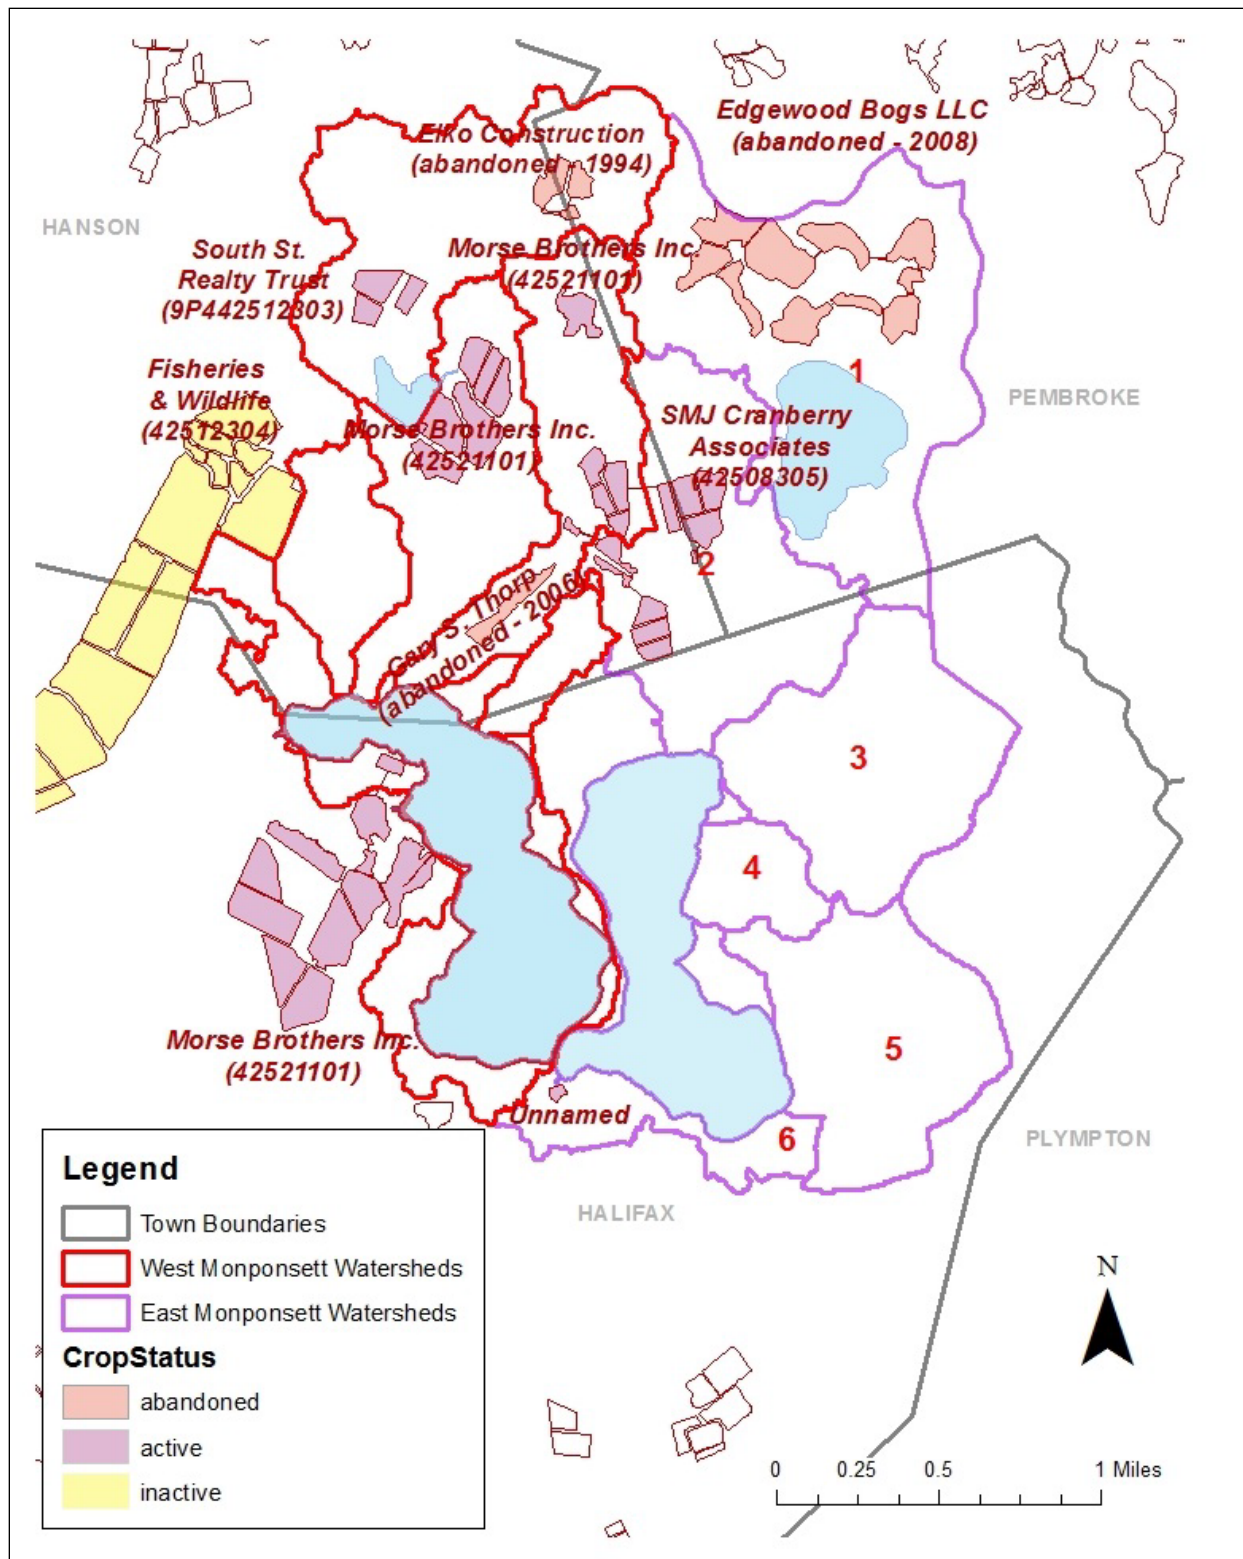 Edgewood Bogs LLC
(abandoned - 2008)
Elko Construction
(abandoned - 1994)
HANSON
South St.
Realty Trust
(9P442512303)
Morse Brothers Inc.
(42521101)
Fisheries
& Wildlife
(42512304)
1
PEMBROKE
SMJ Cranberry
Associates
(42508305)
Morse Brothers Inc.
(42521101)
2
Gary S. Thorp
(abandoned - 2006)
3
4
5
Morse Brothers Inc.
(42521101)
Unnamed
6
PLYMPTON
HALIFAX
Legend
Town Boundaries
West Monponsett Watersheds
East Monponsett Watersheds
CropStatus
abandoned
active
inactive
N
0 0.25 0.5 1 Miles